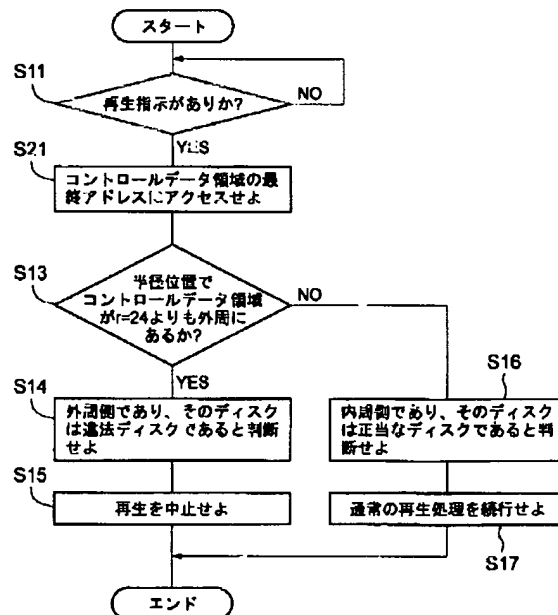 スタート
S11
再生指示がありか?
NO
YES
S21
コントロールデータ領域の最
終アドレスにアクセスせよ
S13
半径位置で
コントロールデータ領域
がr=24よりも外周に
あるか?
NO
YES
S14
外周側であり、そのディスク
は違法ディスクであると判断
せよ
S16
内周側であり、そのディスク
は正当なディスクであると判
断せよ
S15
再生を中止せよ
通常の再生処理を続行せよ
S17
エンド